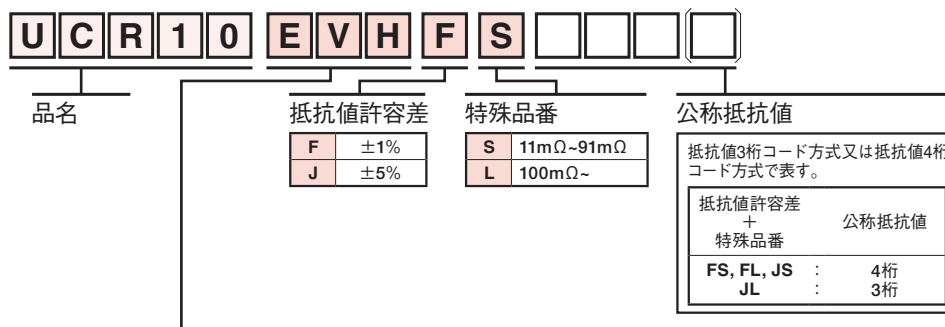 UCR10 EVH F S
品名
抵抗値許容差
F ±1%
J ±5%
特殊品番
S 11mΩ~91mΩ
L 100mΩ~
公称抵抗値
抵抗値3桁コード方式又は抵抗値4桁
コード方式で表す。
抵抗値許容差
+
特殊品番
公称抵抗値
FS, FL, JS : 4桁
JL : 3桁